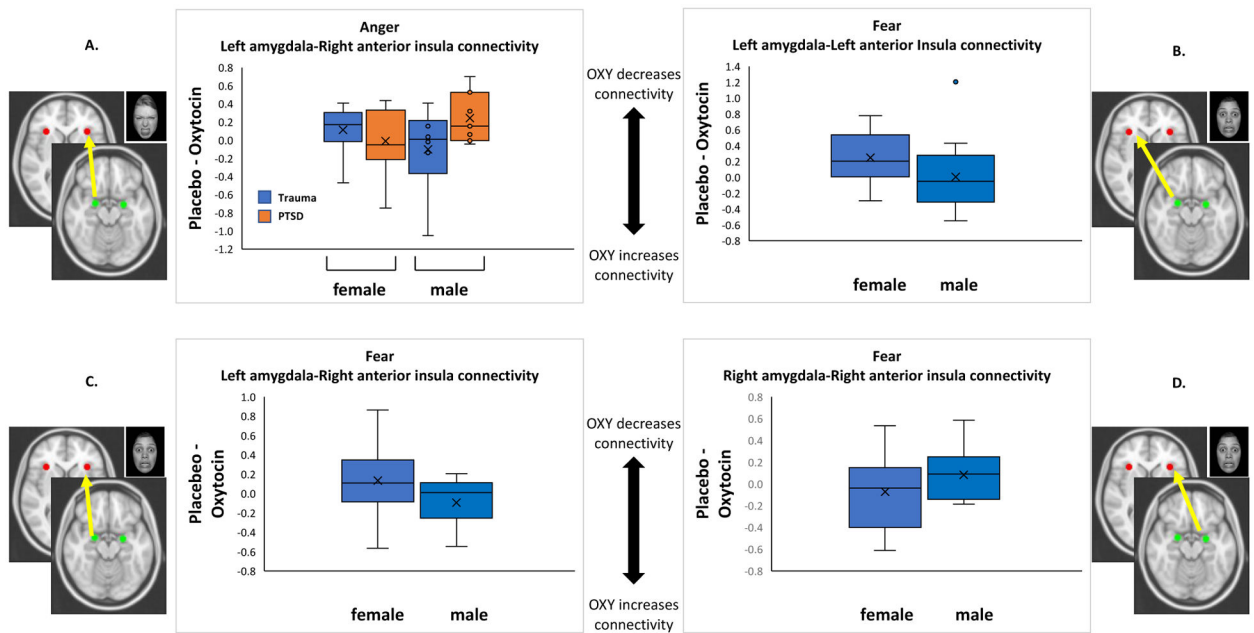 A.
Anger
Left amygdala-Right anterior insula connectivity
Placebo - Oxytocin
0.8
0.6
0.4
0.2
0.0
-0.2
-0.4
-0.6
-0.8
-1.0
-1.2
Trauma
PTSD
female
male
OXY decreases
connectivity
OXY increases
connectivity
Fear
Left amygdala-Left anterior Insula connectivity
Placebo - Oxytocin
1.4
1.2
1.0
0.8
0.6
0.4
0.2
0.0
-0.2
-0.4
-0.6
-0.8
female
male
B.
C.
Fear
Left amygdala-Right anterior insula connectivity
Placebeo -
Oxytocin
1.0
0.8
0.6
0.4
0.2
0.0
-0.2
-0.4
-0.6
-0.8
female
male
OXY decreases
connectivity
OXY increases
connectivity
Fear
Right amygdala-Right anterior insula connectivity
Placebo -
Oxytocin
0.8
0.6
0.4
0.2
0.0
-0.2
-0.4
-0.6
-0.8
female
male
D.